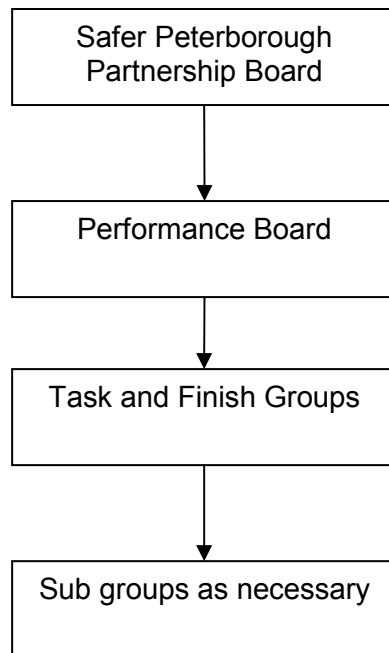 Safer Peterborough
Partnership Board
Performance Board
Task and Finish Groups
Sub groups as necessary